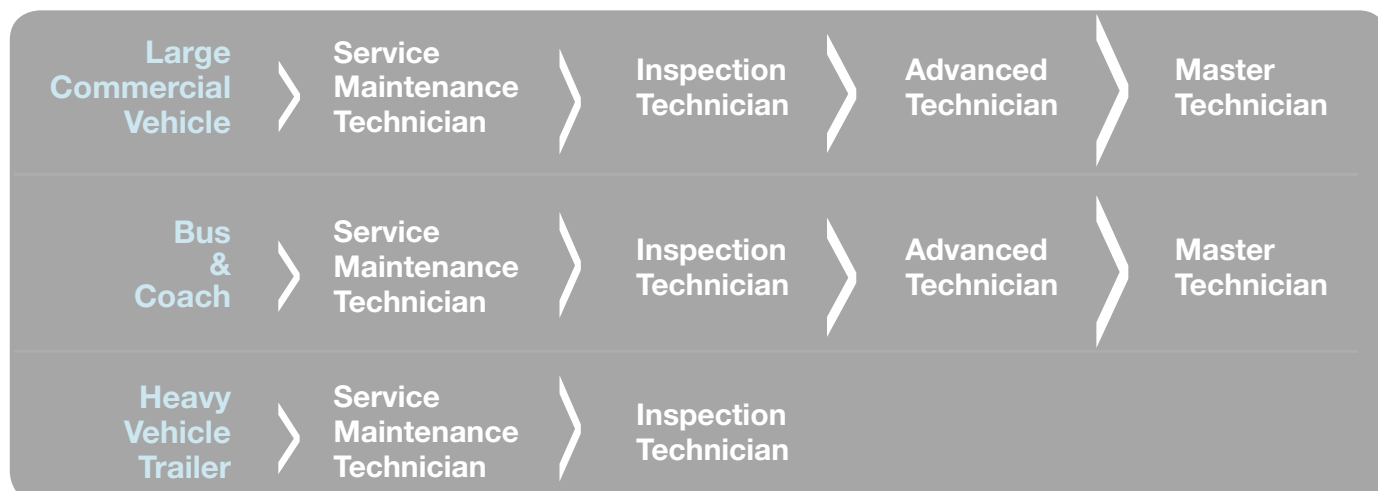 Large
Commercial
Vehicle
Service
Maintenance
Technician
Inspection
Technician
Advanced
Technician
Master
Technician
Bus
&
Coach
Service
Maintenance
Technician
Inspection
Technician
Advanced
Technician
Master
Technician
Heavy
Vehicle
Trailer
Service
Maintenance
Technician
Inspection
Technician